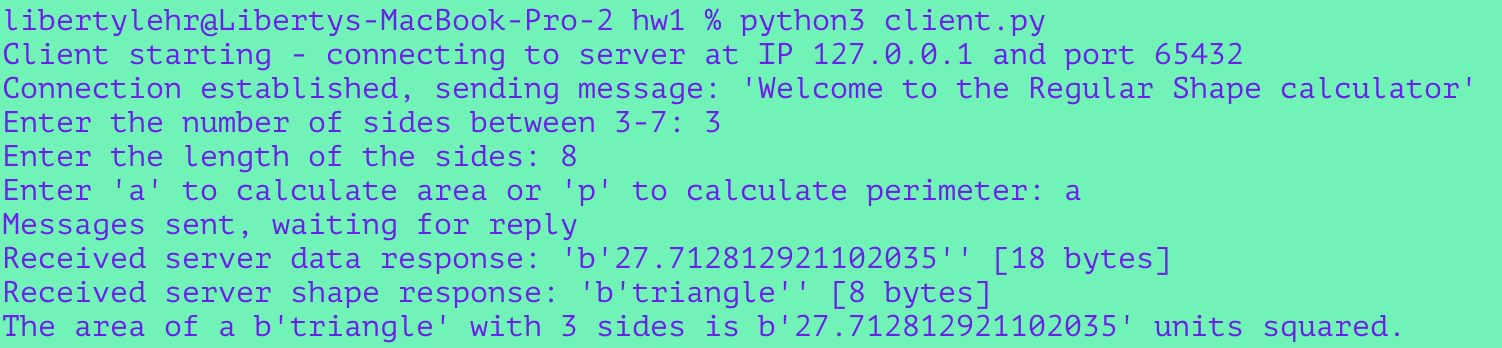 libertylehr@Libertys-MacBook-Pro-2 hw1 % python3 client.py
Client starting - connecting to server at IP 127.0.0.1 and port 65432
Connection established, sending message: 'Welcome to the Regular Shape calculator'
Enter the number of sides between 3-7: 3
Enter the length of the sides: 8
Enter 'a' to calculate area or 'p' to calculate perimeter: a
Messages sent, waiting for reply
Received server data response: 'b'27.712812921102035'' [18 bytes]
Received server shape response: 'b'triangle'' [8 bytes]
The area of a b'triangle' with 3 sides is b'27.712812921102035' units squared.